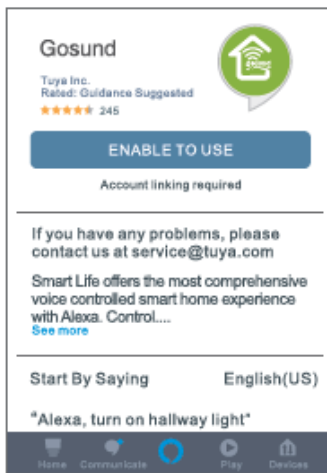 Gosund
Tuya Inc.
Rated: Guidance Suggested
245
ENABLE TO USE
Account linking required
If you have any problems, please
contact us at service@tuya.com
Smart Life offers the most comprehensive
voice controlled smart home experience
with Alexa. Control....
See more
Start By Saying English(US)
"Alexa, turn on hallway light"
Home Communicate Play Devices